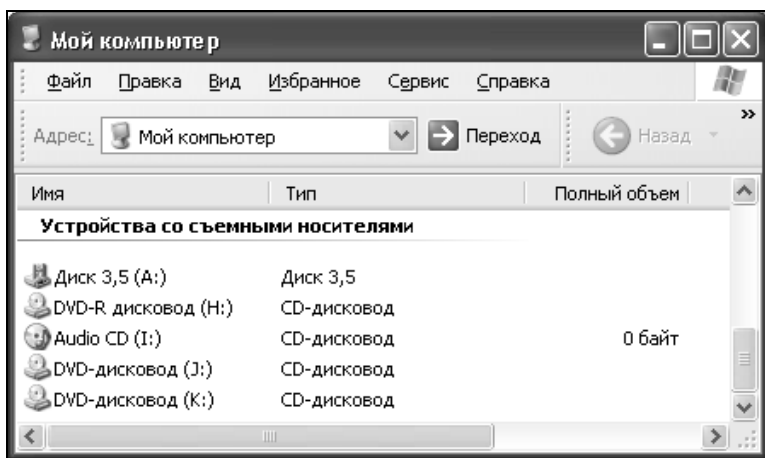 Мой компьютер
Файл Правка Вид Избранное Сервис Справка
Адрес: Мой компьютер Переход Назад »
Имя Тип Полный объем
Устройства со съемными носителями
Диск 3,5 (A:) Диск 3,5
DVD-R дисковод (H:) CD-дисковод
Audio CD (I:) CD-дисковод 0 байт
DVD-дисковод (J:) CD-дисковод
DVD-дисковод (K:) CD-дисковод